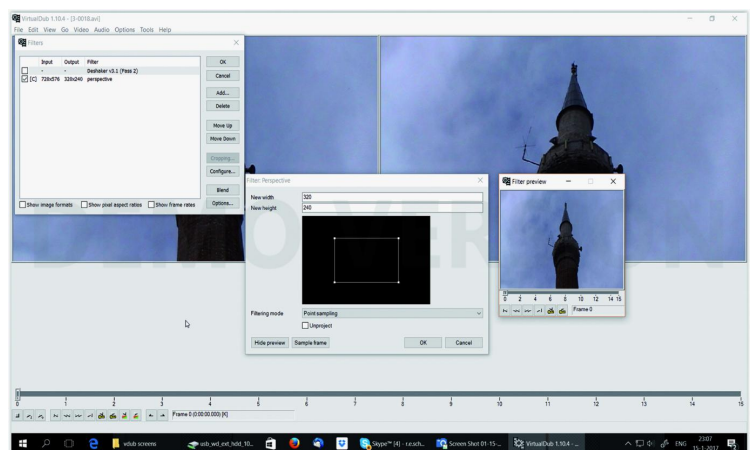 VirtualDub 1.10.4 - [3-0018.avi]
File Edit View Go Video Audio Options Tools Help
Filters
Input Output Filter
- - Deshaker v3.1 (Pass 2)
[C] 720x576 320x240 perspective
OK
Cancel
Add...
Delete
Move Up
Move Down
Cropping...
Configure...
Blend
Options...
Show image formats Show pixel aspect ratios Show frame rates
Filter: Perspective
New width 320
New height 240
Filtering mode Point sampling
Unproject
Hide preview Sample frame OK Cancel
Filter preview
0 2 4 6 8 10 12 14 15
Frame 0
DEMO VERSION
0 1 2 3 4 5 6 7 8 9 10 11 12 13 14 15
Frame 0 (0:00:00.000) [K]
vdub screens
usb_wd_ext_hdd_10...
Skype™ [4] - r.e.sch...
Screen Shot 01-15-...
VirtualDub 1.10.4 - ...
ENG
23:07
15-1-2017